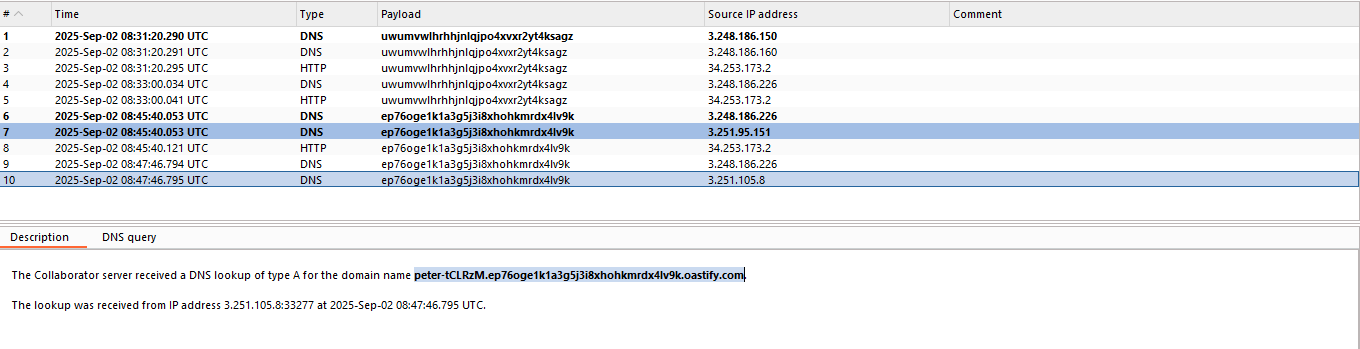 # Time Type Payload Source IP address Comment
1 2025-Sep-02 08:31:20.290 UTC DNS uwumvwlhrhhjnlqjpo4xvxr2yt4ksagz 3.248.186.150
2 2025-Sep-02 08:31:20.291 UTC DNS uwumvwlhrhhjnlqjpo4xvxr2yt4ksagz 3.248.186.160
3 2025-Sep-02 08:31:20.295 UTC HTTP uwumvwlhrhhjnlqjpo4xvxr2yt4ksagz 34.253.173.2
4 2025-Sep-02 08:33:00.034 UTC DNS uwumvwlhrhhjnlqjpo4xvxr2yt4ksagz 3.248.186.226
5 2025-Sep-02 08:33:00.041 UTC HTTP uwumvwlhrhhjnlqjpo4xvxr2yt4ksagz 34.253.173.2
6 2025-Sep-02 08:45:40.053 UTC DNS ep76oge1k1a3g5j3i8xhohkmrdx4lv9k 3.248.186.226
7 2025-Sep-02 08:45:40.053 UTC DNS ep76oge1k1a3g5j3i8xhohkmrdx4lv9k 3.251.95.151
8 2025-Sep-02 08:45:40.121 UTC HTTP ep76oge1k1a3g5j3i8xhohkmrdx4lv9k 34.253.173.2
9 2025-Sep-02 08:47:46.794 UTC DNS ep76oge1k1a3g5j3i8xhohkmrdx4lv9k 3.248.186.226
10 2025-Sep-02 08:47:46.795 UTC DNS ep76oge1k1a3g5j3i8xhohkmrdx4lv9k 3.251.105.8
Description DNS query
The Collaborator server received a DNS lookup of type A for the domain name peter-tCLRzM.ep76oge1k1a3g5j3i8xhohkmrdx4lv9k.oastify.com.
The lookup was received from IP address 3.251.105.8:33277 at 2025-Sep-02 08:47:46.795 UTC.